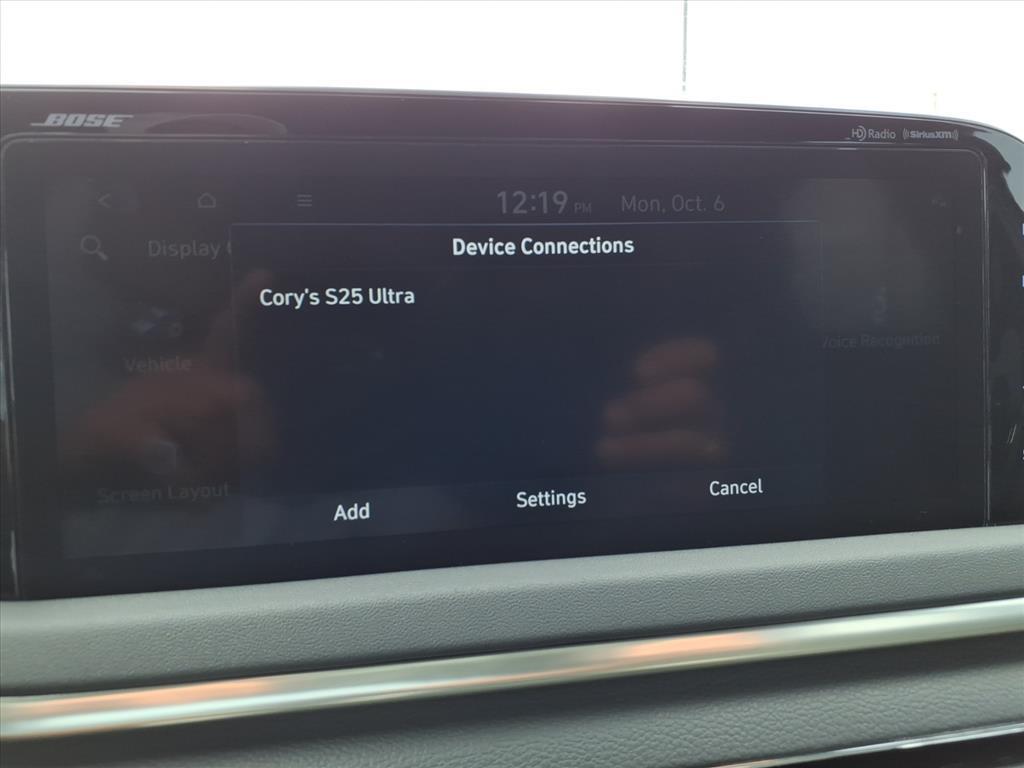 BOSE
HD Radio
SiriusXM
12:19 PM Mon, Oct. 6
Display
Device Connections
Cory's S25 Ultra
Vehicle
Voice Recognition
Screen Layout
Add
Settings
Cancel